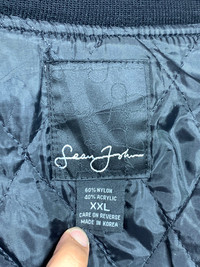 Sean John
60% NYLON
40% ACRYLIC
XXL
CARE ON REVERSE
MADE IN KOREA